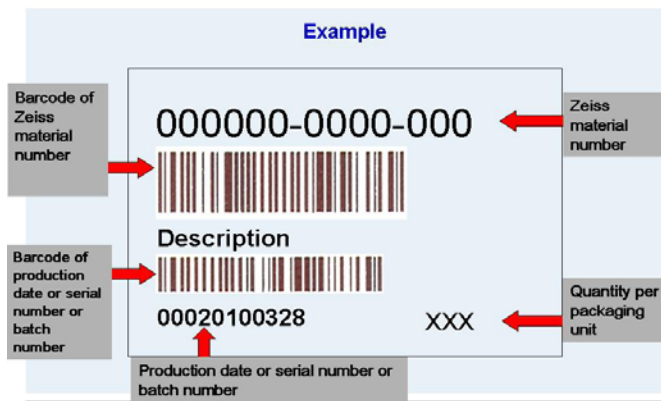 Example
Barcode of
Zeiss
material
number
000000-0000-000
Zeiss
material
number
Description
Barcode of
production
date or serial
number or
batch
number
00020100328
XXX
Quantity per
packaging
unit
Production date or serial number or
batch number